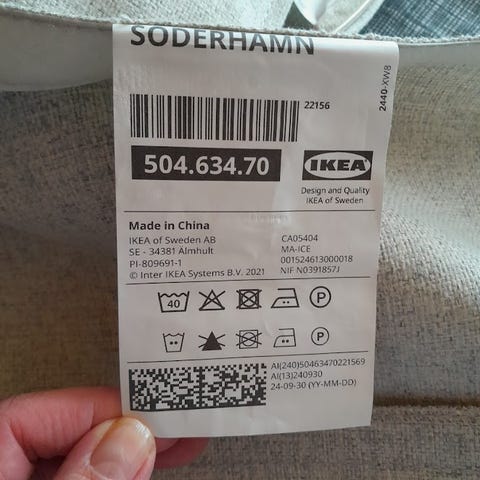 SÖDERHAMN
2440-XW8
22156
504.634.70
IKEA
Design and Quality
IKEA of Sweden
Made in China
IKEA of Sweden AB
SE - 34381 Älmhult
PI-809691-1
© Inter IKEA Systems B.V. 2021
CA05404
MA-ICE
001524613000018
NIF N0391857J
40
P
P
AI(240)50463470221569
AI(13)240930
24-09-30 (YY-MM-DD)